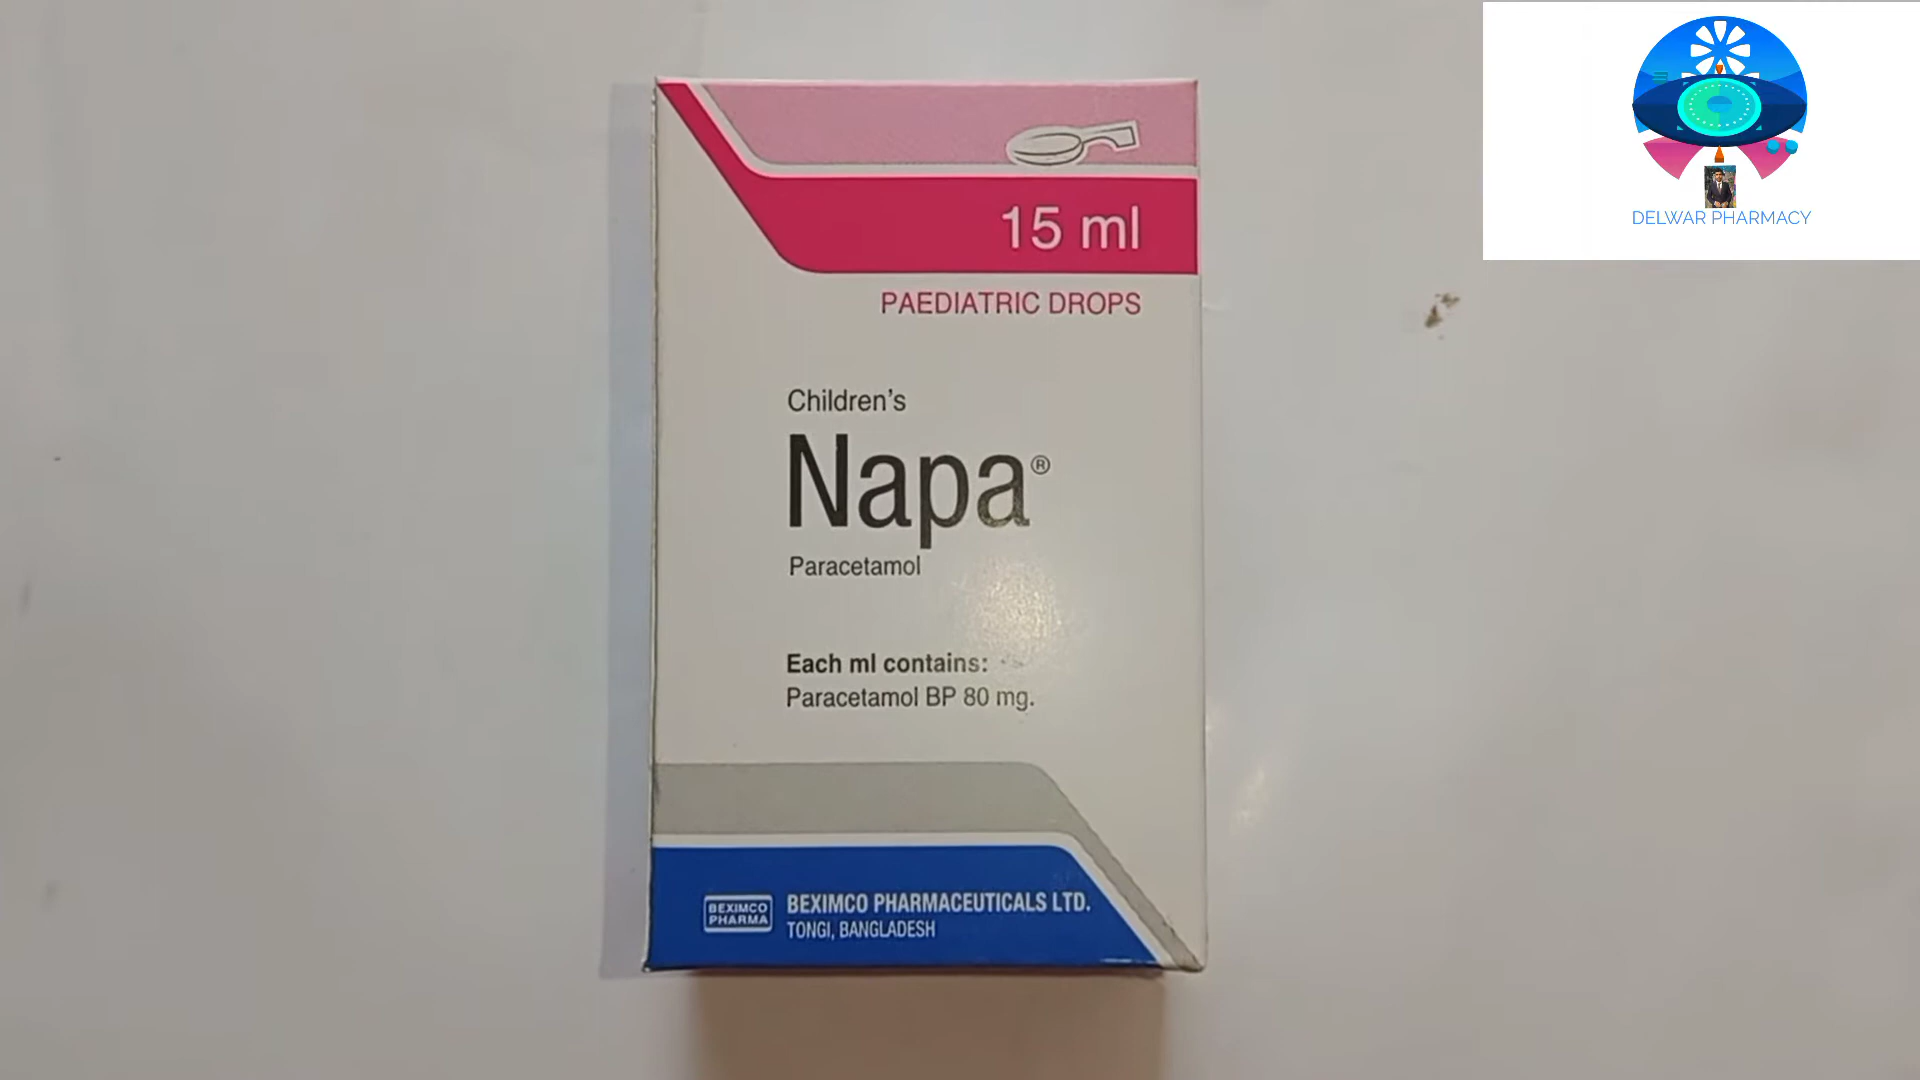 15 ml
PAEDIATRIC DROPS
Children's
Napa®
Paracetamol
Each ml contains:
Paracetamol BP 80 mg.
BEXIMCO
PHARMA
BEXIMCO PHARMACEUTICALS LTD.
TONGI, BANGLADESH
DELWAR PHARMACY